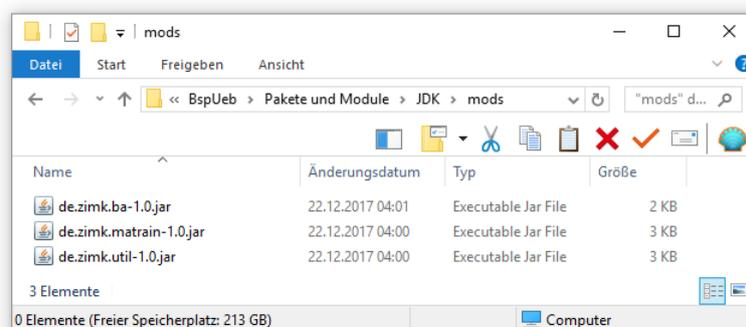 mods
Datei Start Freigeben Ansicht
« BspUeb > Pakete und Module > JDK > mods "mods" d...
Name Änderungsdatum Typ Größe
de.zimk.ba-1.0.jar 22.12.2017 04:01 Executable Jar File 2 KB
de.zimk.matrain-1.0.jar 22.12.2017 04:00 Executable Jar File 3 KB
de.zimk.util-1.0.jar 22.12.2017 04:00 Executable Jar File 3 KB
3 Elemente
0 Elemente (Freier Speicherplatz: 213 GB) Computer